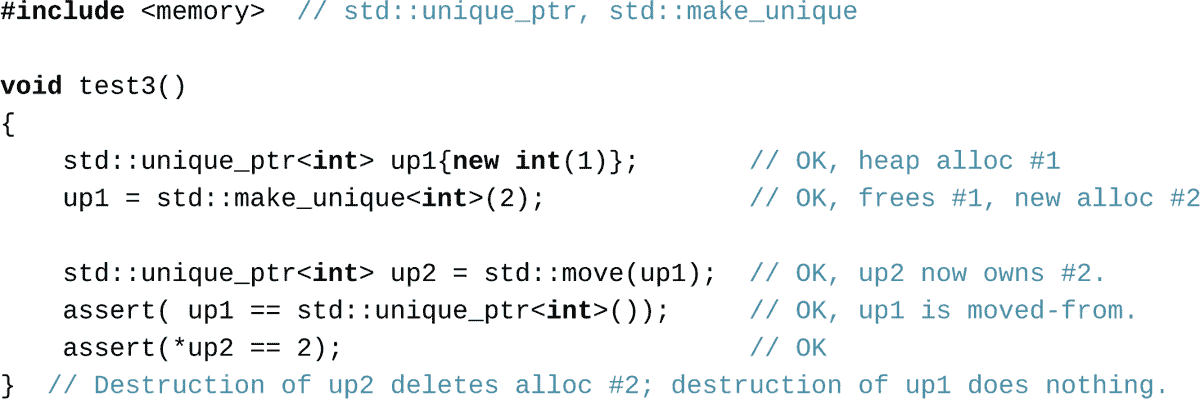 #include <memory>  // std::unique_ptr, std::make_unique

void test3()
{
    std::unique_ptr<int> up1{new int(1)};       // OK, heap alloc #1
    up1 = std::make_unique<int>(2);             // OK, frees #1, new alloc #2

    std::unique_ptr<int> up2 = std::move(up1);  // OK, up2 now owns #2.
    assert( up1 == std::unique_ptr<int>());     // OK, up1 is moved-from.
    assert(*up2 == 2);                          // OK
}  // Destruction of up2 deletes alloc #2; destruction of up1 does nothing.